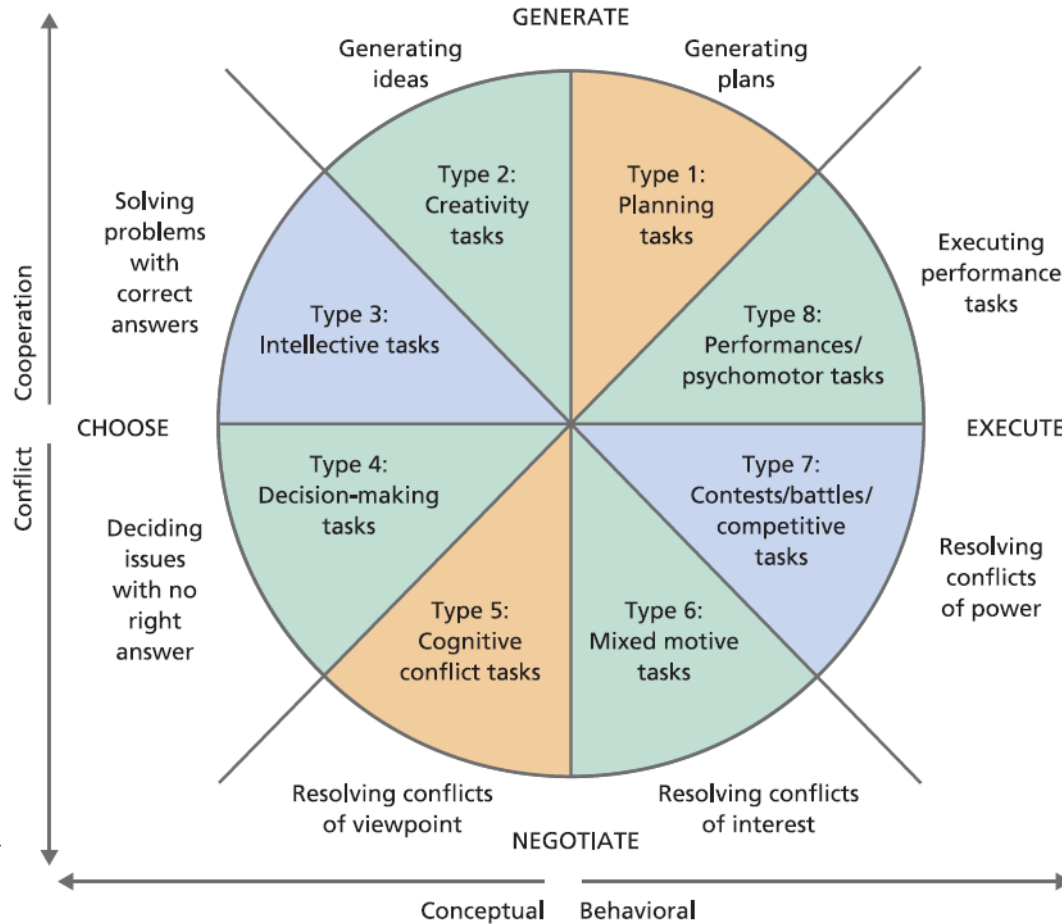 GENERATE
Generating
ideas
Generating
plans
Type 2:
Creativity
tasks
Type 1:
Planning
tasks
Solving
problems
with
correct
answers
Executing
performance
tasks
Type 3:
Intellective tasks
Type 8:
Performances/
psychomotor tasks
Cooperation
CHOOSE
EXECUTE
Conflict
Type 4:
Decision-making
tasks
Type 7:
Contests/battles/
competitive
tasks
Deciding
issues
with no
right
answer
Resolving
conflicts
of power
Type 5:
Cognitive
conflict tasks
Type 6:
Mixed motive
tasks
Resolving conflicts
of viewpoint
Resolving conflicts
of interest
NEGOTIATE
Conceptual
Behavioral